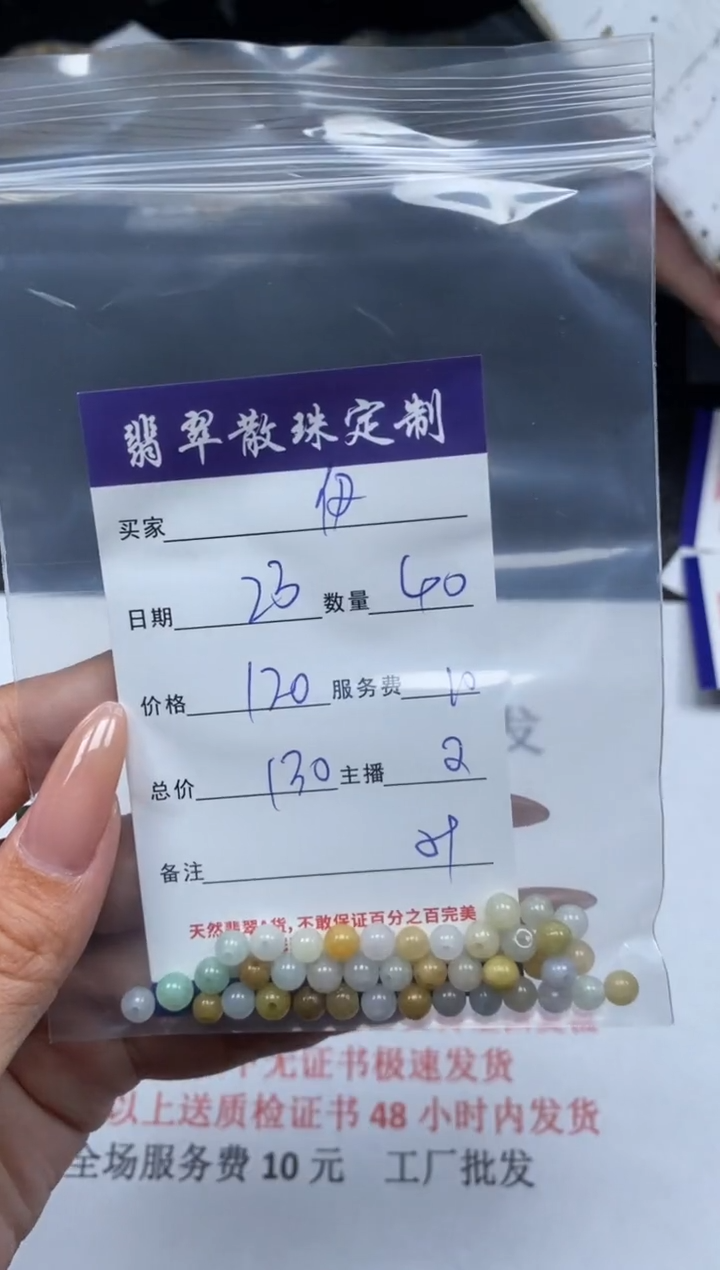 翡翠散珠定制
买家 伊
日期 23 数量 40
价格 120 服务费 10
总价 130 主播 2
备注
天然翡翠A货,不敢保证百分之百完美
发
下无证书极速发货
以上送质检证书 48 小时内发货
全场服务费 10 元 工厂批发